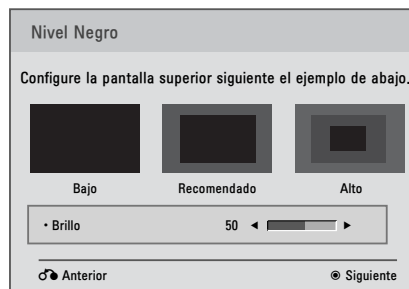 Nivel Negro
Configure la pantalla superior siguiente el ejemplo de abajo.
Bajo Recomendado Alto
• Brillo 50 ◄ ►
Anterior ◉ Siguiente